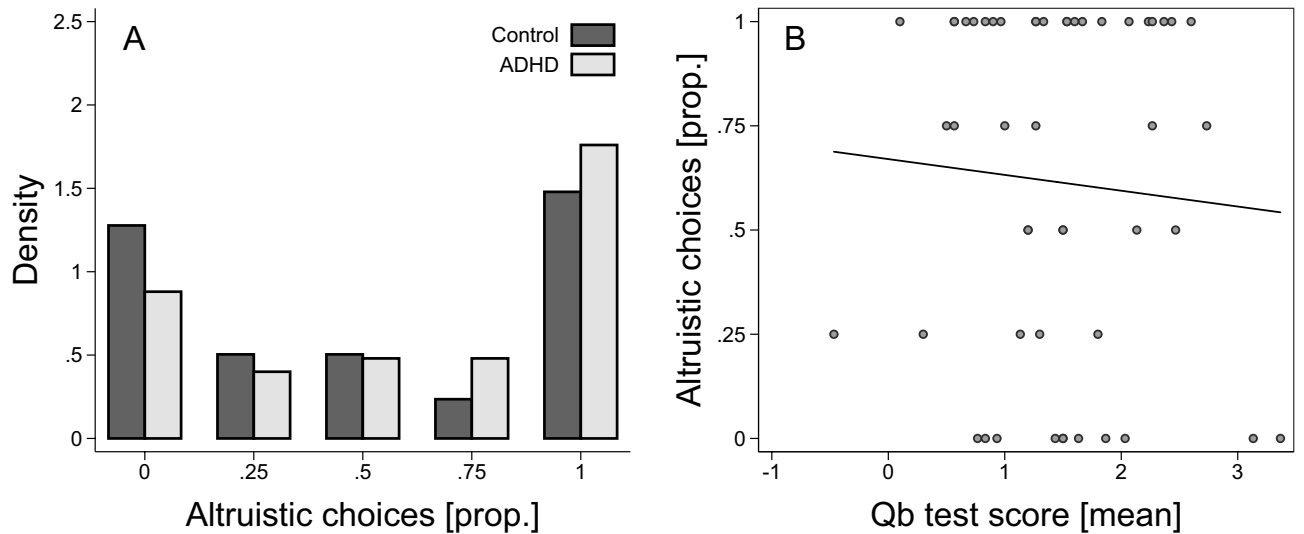 A
Control
ADHD
Density
2.5
2
1.5
1
.5
0
0 .25 .5 .75 1
Altruistic choices [prop.]
B
Altruistic choices [prop.]
1
.75
.5
.25
0
-1 0 1 2 3
Qb test score [mean]